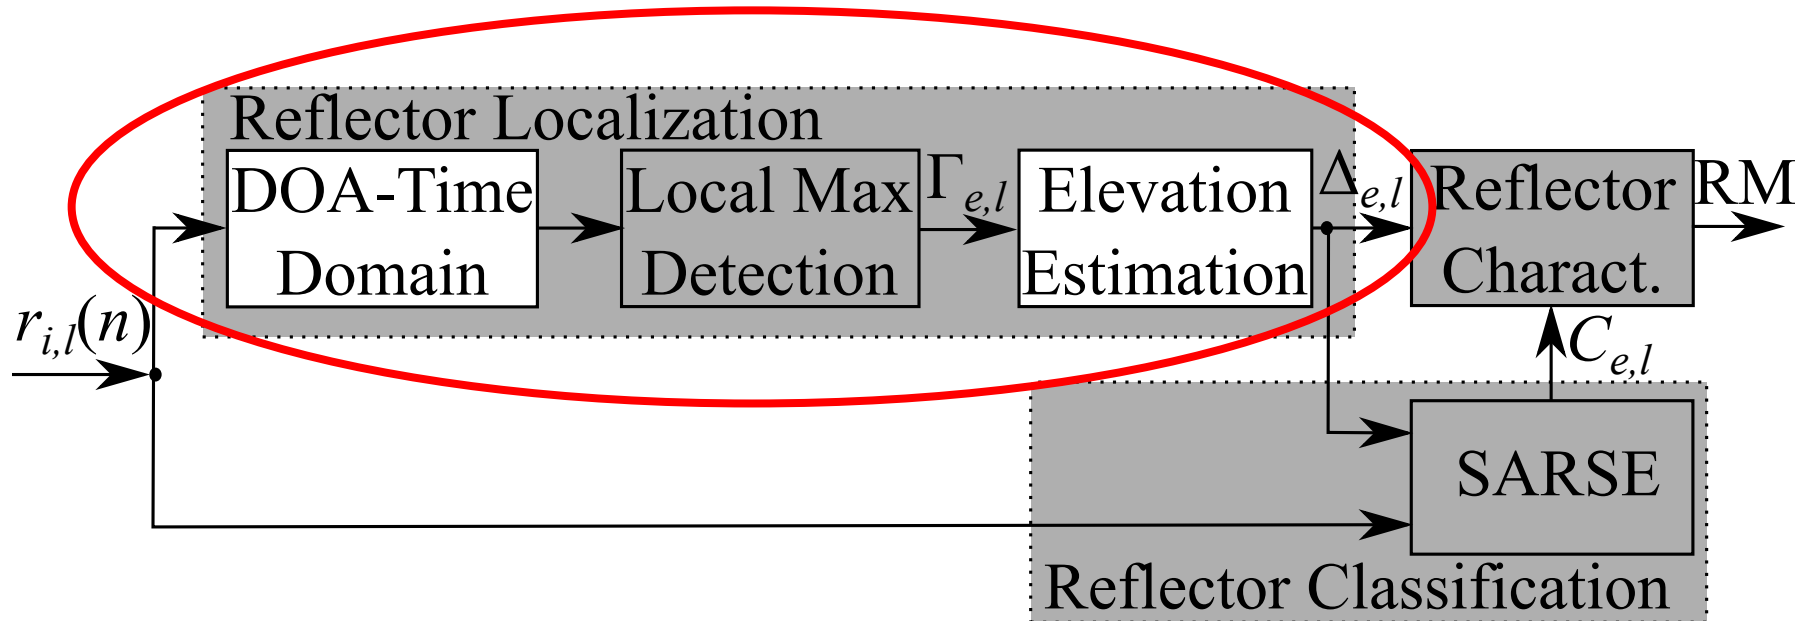 Reflector Localization
DOA-Time
Domain
Local Max
Detection
Γe,l
Elevation
Estimation
Δe,l
Reflector
Charact.
RM
ri,l(n)
Ce,l
SARSE
Reflector Classification